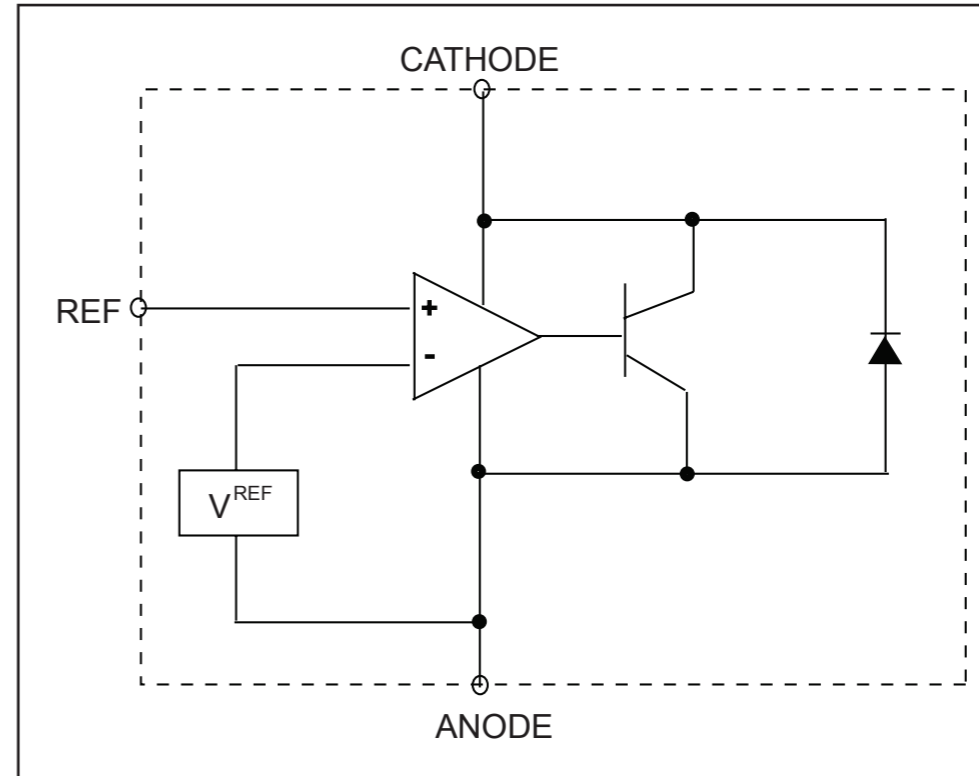 CATHODE
REF
+
-
V^REF
ANODE